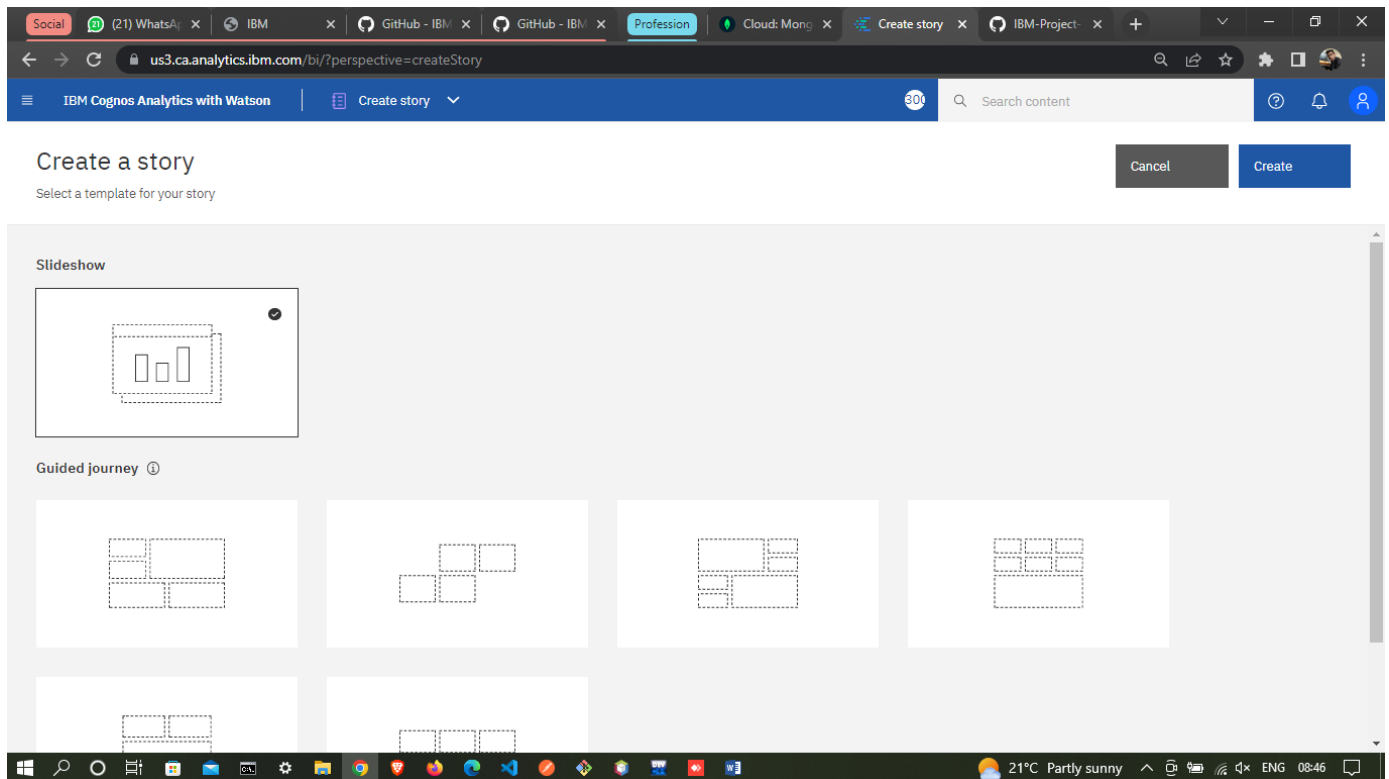 Social
(21) WhatsAp
IBM
GitHub - IBM
GitHub - IBM
Profession
Cloud: Mong
Create story
IBM-Project-
us3.ca.analytics.ibm.com/bi/?perspective=createStory
IBM Cognos Analytics with Watson
Create story
300
Search content
Create a story
Select a template for your story
Cancel
Create
Slideshow
Guided journey
21°C Partly sunny
ENG
08:46